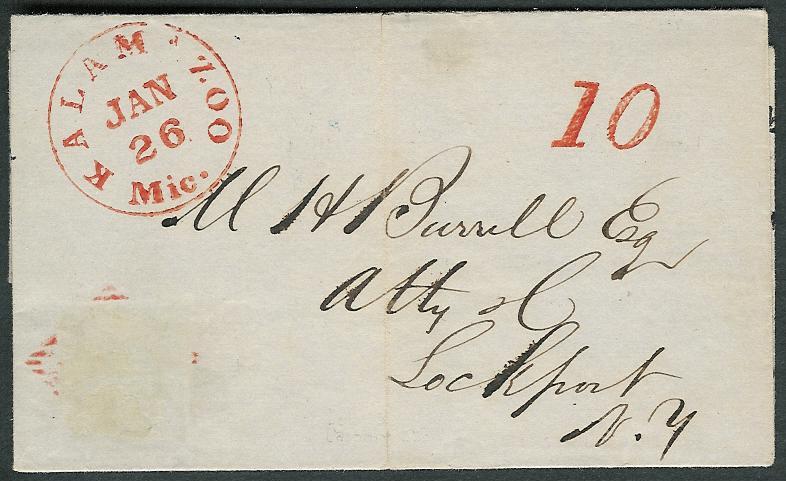 KALAMAZOO
JAN
26
Mic.
10
M H Burrell Esq
Atty &C
Lockport
N.Y